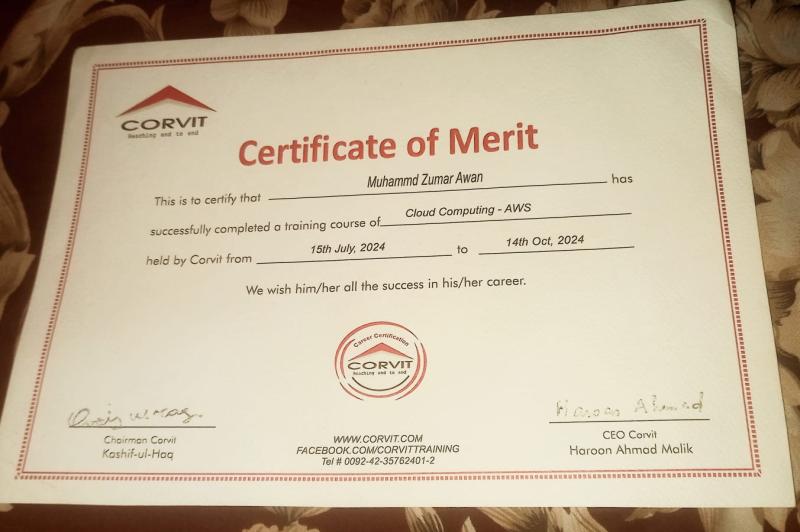 CORVIT
Reaching end to end
Certificate of Merit
This is to certify that Muhammd Zumar Awan has
successfully completed a training course of Cloud Computing - AWS
held by Corvit from 15th July, 2024 to 14th Oct, 2024
We wish him/her all the success in his/her career.
Career Certification
CORVIT
Reaching end to end
Haroon Ahmad
Chairman Corvit
Kashif-ul-Haq
WWW.CORVIT.COM
FACEBOOK.COM/CORVITTRAINING
Tel # 0092-42-35762401-2
CEO Corvit
Haroon Ahmad Malik